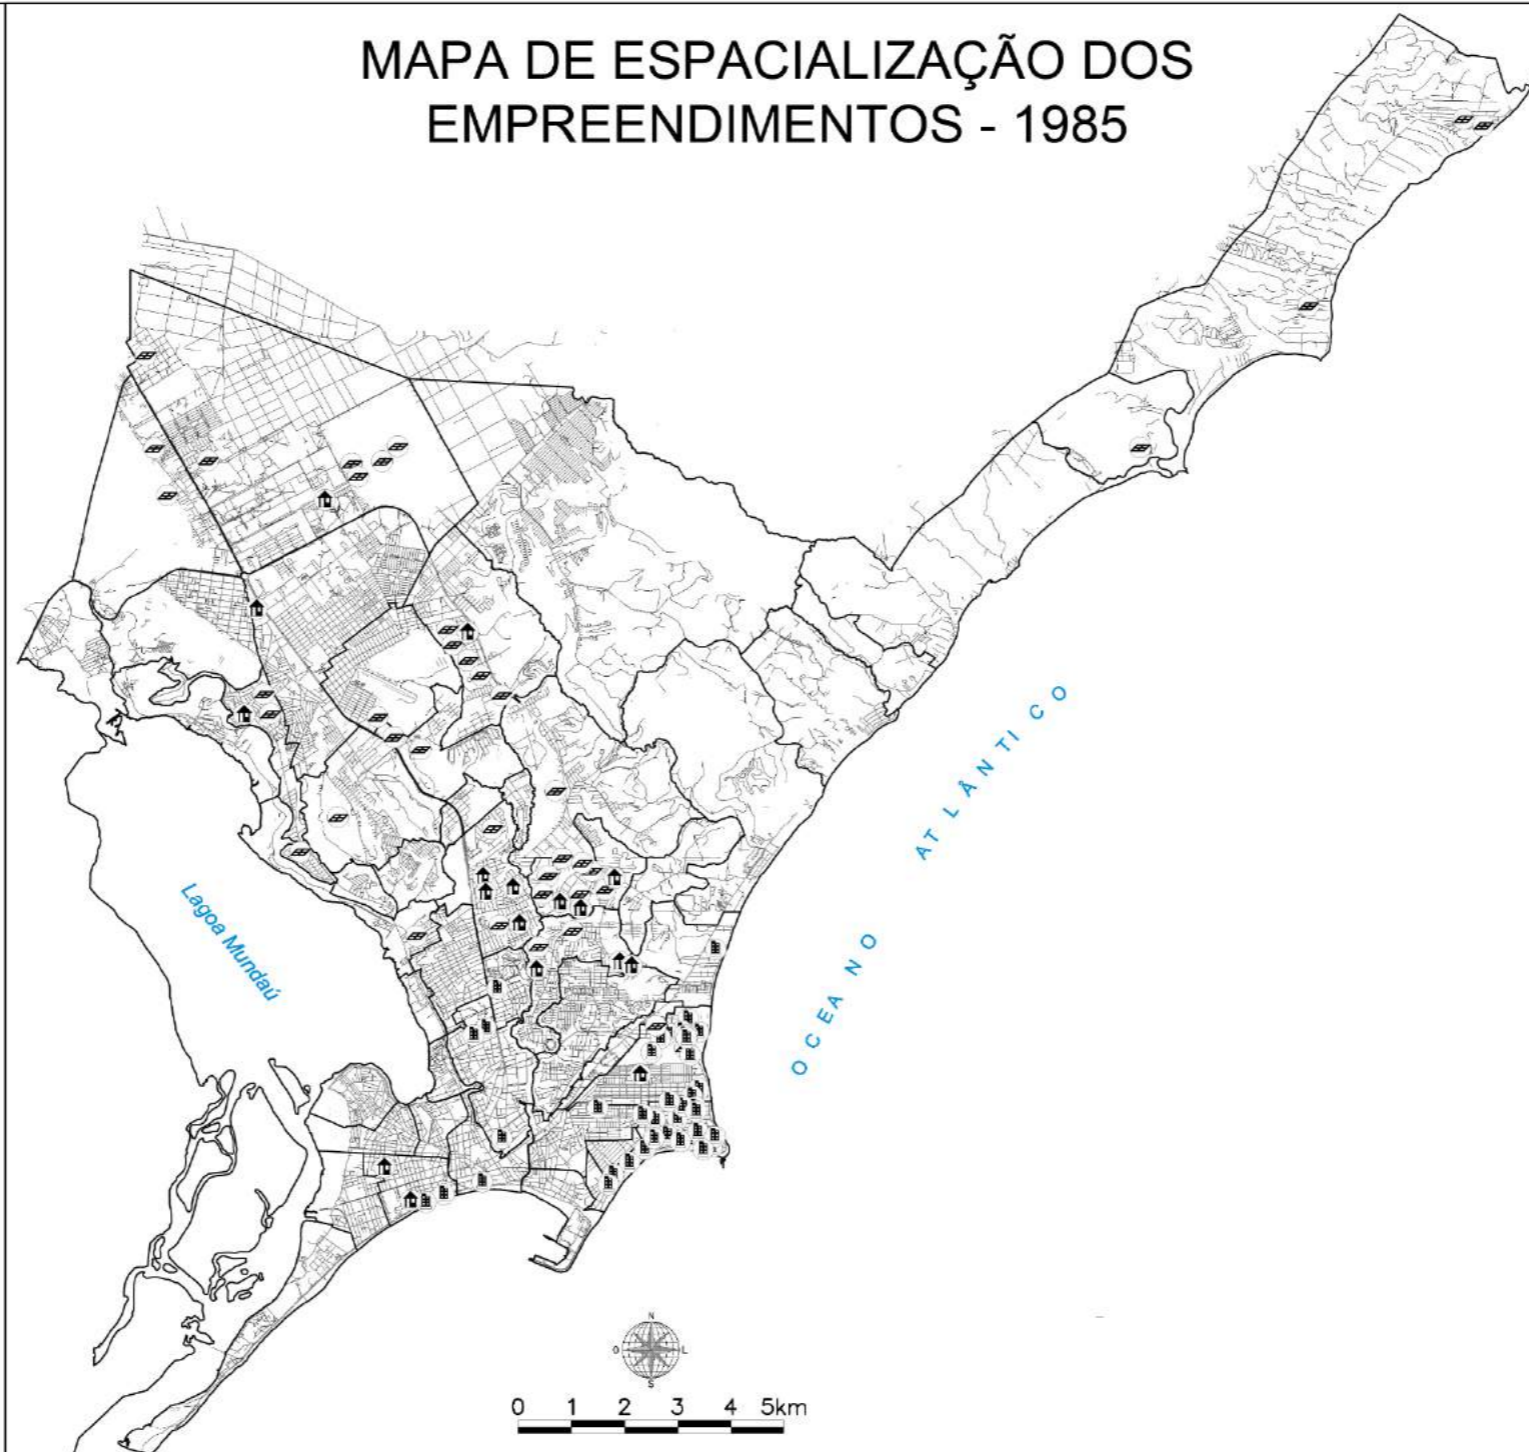 MAPA DE ESPACIALIZAÇÃO DOS
EMPREENDIMENTOS - 1985
OCEANO ATLÂNTICO
Lagoa Mundaú
N
O L
S
0 1 2 3 4 5km